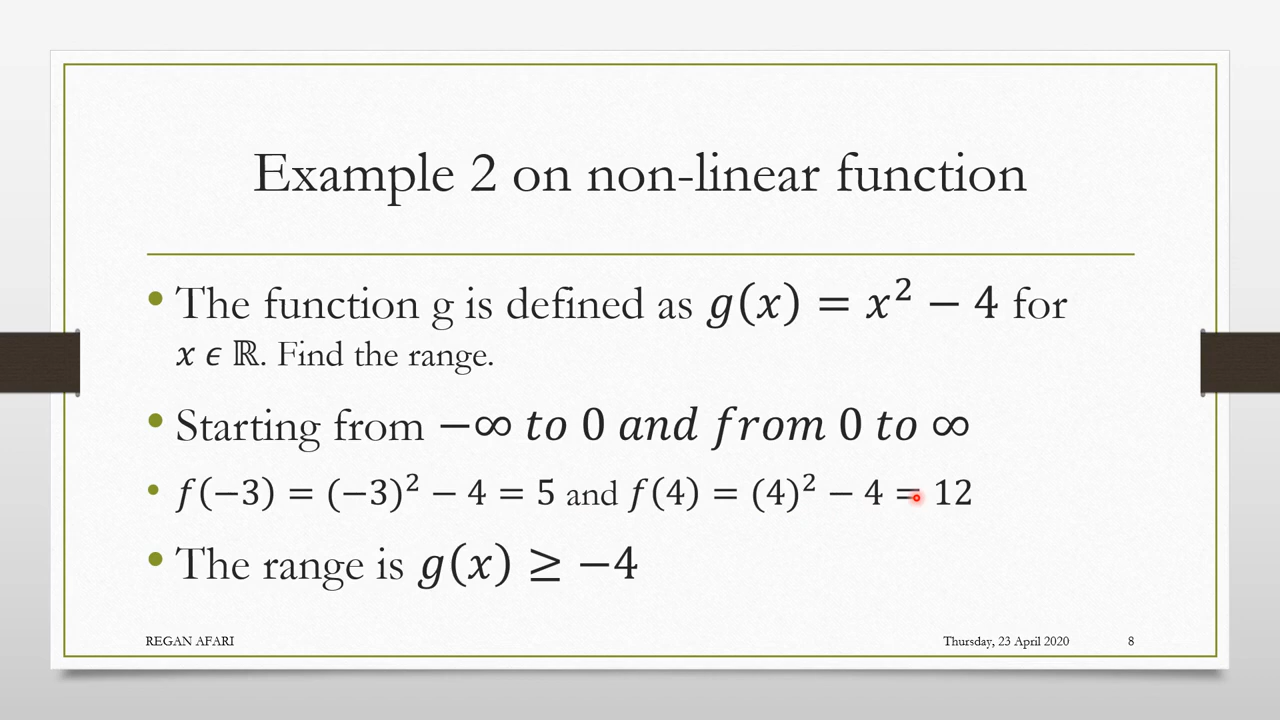 Example 2 on non-linear function
• The function g is defined as g(x) = x² − 4 for
x ϵ ℝ. Find the range.
• Starting from −∞ to 0 and from 0 to ∞
• f(−3) = (−3)² − 4 = 5 and f(4) = (4)² − 4 = 12
• The range is g(x) ≥ −4
REGAN AFARI Thursday, 23 April 2020 8